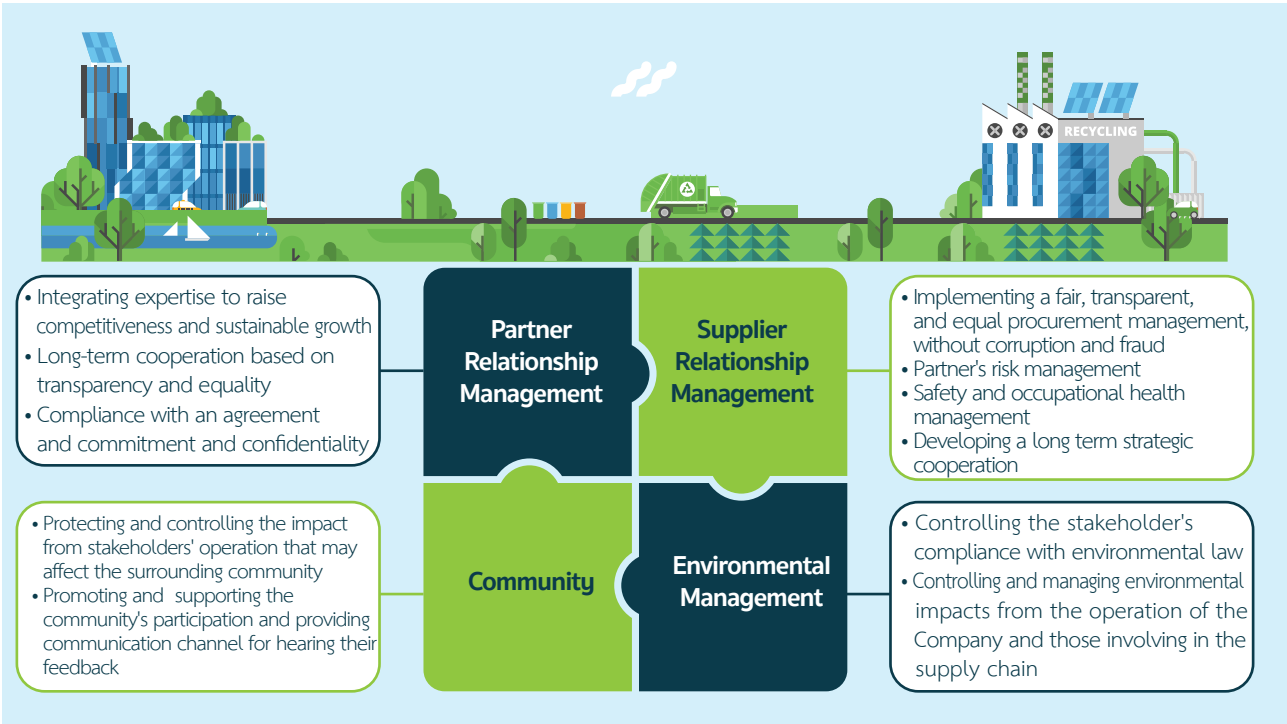 RECYCLING
Partner
Relationship
Management
Supplier
Relationship
Management
Community
Environmental
Management
• Integrating expertise to raise
competitiveness and sustainable growth
• Long-term cooperation based on
transparency and equality
• Compliance with an agreement
and commitment and confidentiality
• Implementing a fair, transparent,
and equal procurement management,
without corruption and fraud
• Partner's risk management
• Safety and occupational health
management
• Developing a long term strategic
cooperation
• Protecting and controlling the impact
from stakeholders' operation that may
affect the surrounding community
• Promoting and supporting the
community's participation and providing
communication channel for hearing their
feedback
• Controlling the stakeholder's
compliance with environmental law
• Controlling and managing environmental
impacts from the operation of the
Company and those involving in the
supply chain